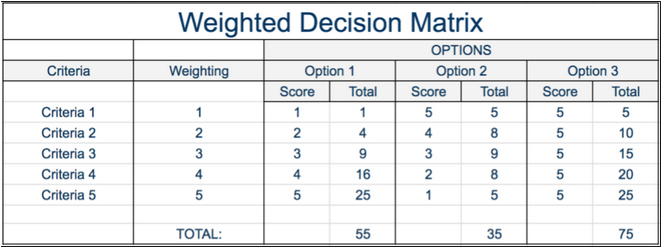 Weighted Decision Matrix
OPTIONS
Criteria Weighting Option 1 Option 2 Option 3
Score Total Score Total Score Total
Criteria 1 1 1 1 5 5 5 5
Criteria 2 2 2 4 4 8 5 10
Criteria 3 3 3 9 3 9 5 15
Criteria 4 4 4 16 2 8 5 20
Criteria 5 5 5 25 1 5 5 25
TOTAL: 55 35 75